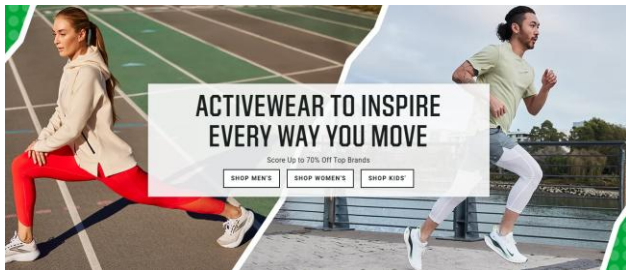 ACTIVEWEAR TO INSPIRE
EVERY WAY YOU MOVE
Score Up to 70% Off Top Brands
SHOP MEN'S SHOP WOMEN'S SHOP KIDS'